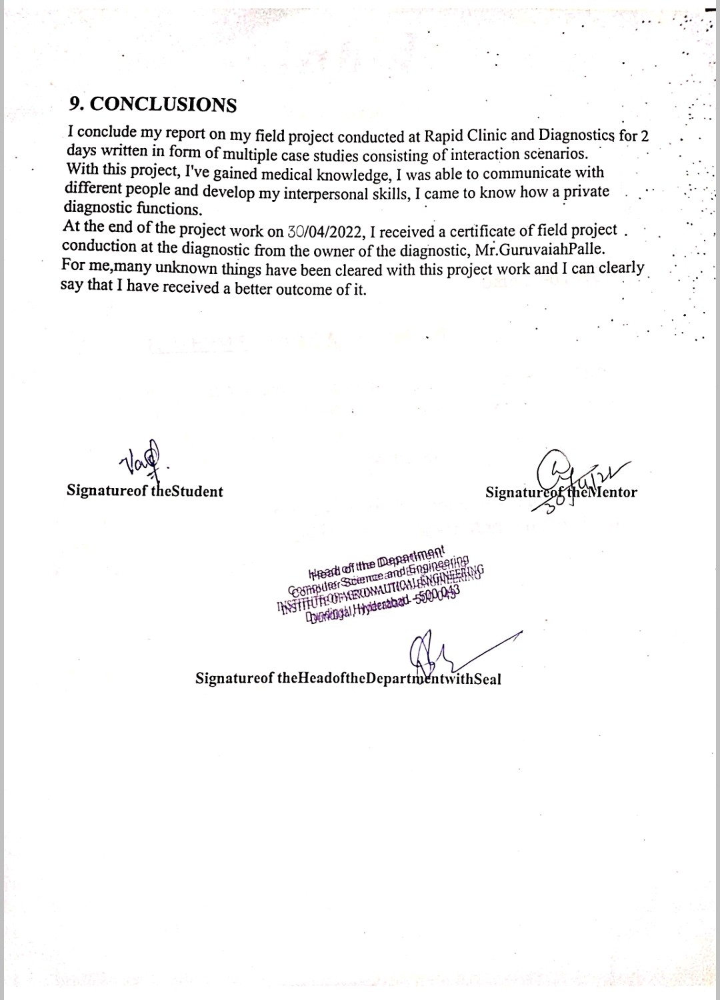 9. CONCLUSIONS
I conclude my report on my field project conducted at Rapid Clinic and Diagnostics for 2
days written in form of multiple case studies consisting of interaction scenarios.
With this project, I've gained medical knowledge, I was able to communicate with
different people and develop my interpersonal skills, I came to know how a private
diagnostic functions.
At the end of the project work on 30/04/2022, I received a certificate of field project
conduction at the diagnostic from the owner of the diagnostic, Mr.GuruvaiahPalle.
For me,many unknown things have been cleared with this project work and I can clearly
say that I have received a better outcome of it.
Signatureof theStudent
Signatureof theMentor
30/4/22
Head of the Department
Computer Science and Engineering
INSTITUTE OF AERONAUTICAL ENGINEERING
Dundigal, Hyderabad - 500 043
Signatureof theHeadoftheDepartmentwithSeal